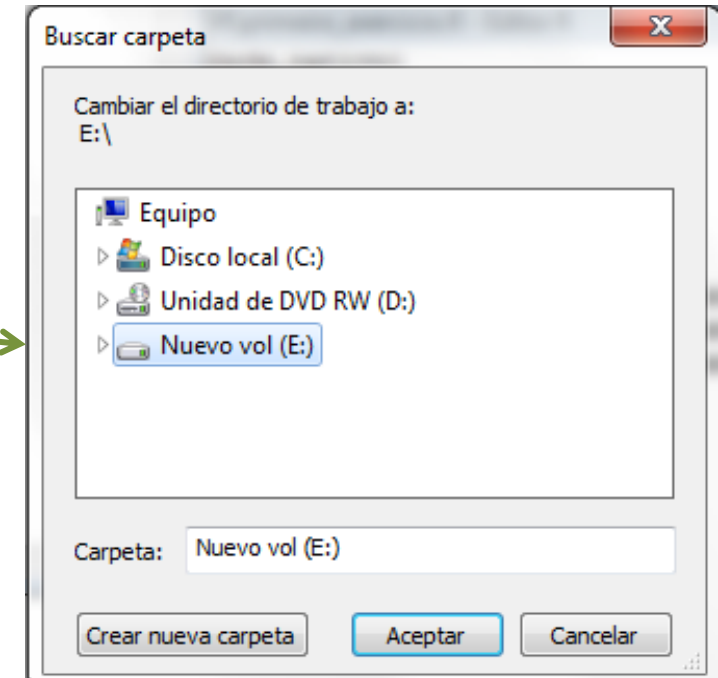 Buscar carpeta
Cambiar el directorio de trabajo a:
E:\
Equipo
Disco local (C:)
Unidad de DVD RW (D:)
Nuevo vol (E:)
Carpeta: Nuevo vol (E:)
Crear nueva carpeta Aceptar Cancelar